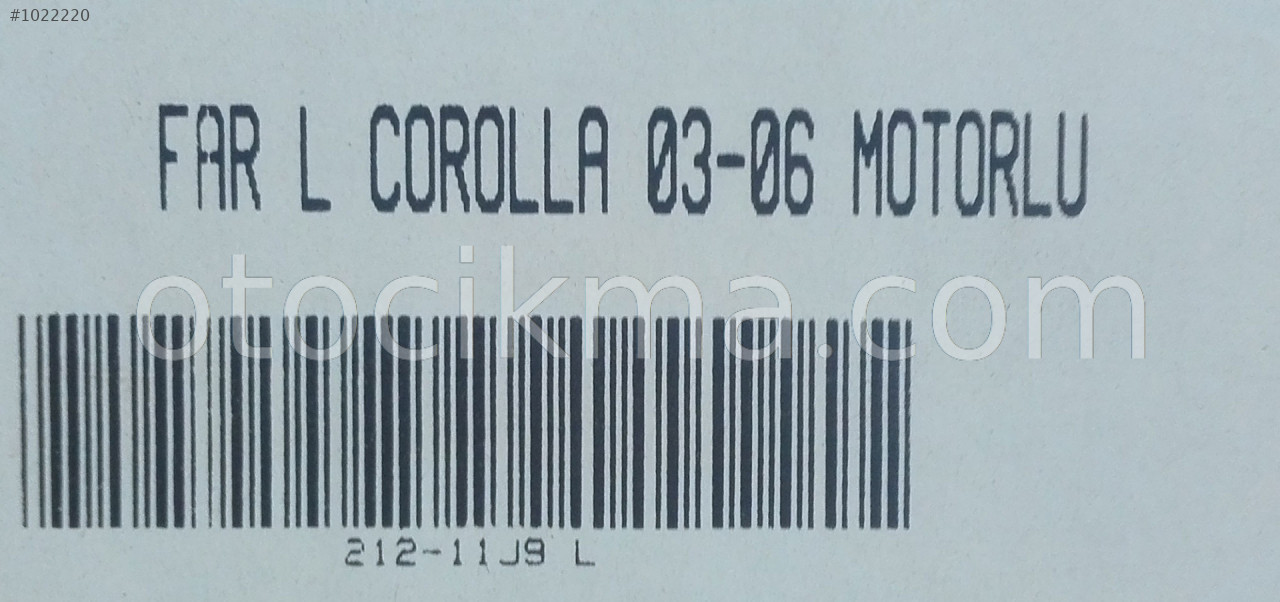 #1022220
FAR L COROLLA 03-06 MOTORLU
otocikma.com
212-11J9 L